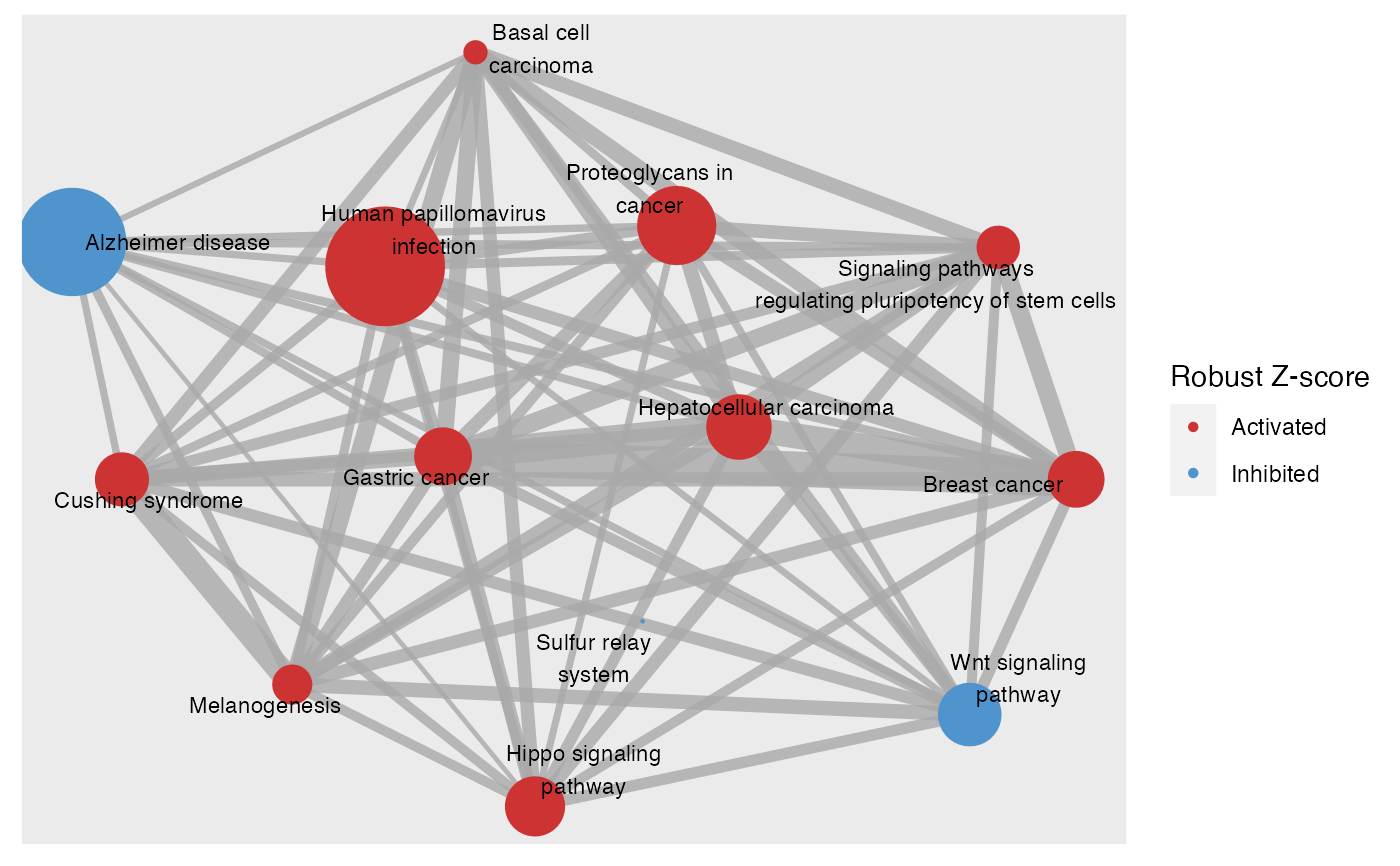 Basal cell
carcinoma
Proteoglycans in
cancer
Human papillomavirus
infection
Alzheimer disease
Signaling pathways
regulating pluripotency of stem cells
Hepatocellular carcinoma
Gastric cancer
Breast cancer
Cushing syndrome
Sulfur relay
system
Wnt signaling
pathway
Melanogenesis
Hippo signaling
pathway
Robust Z-score
Activated
Inhibited